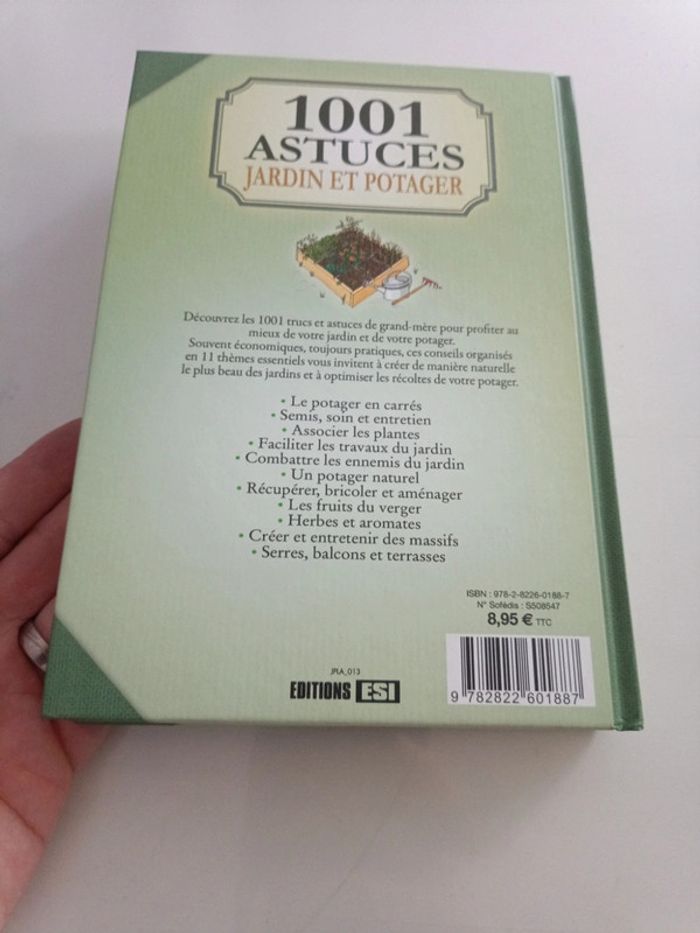 1001
ASTUCES
JARDIN ET POTAGER
Découvrez les 1001 trucs et astuces de grand-mère pour profiter au
mieux de votre jardin et de votre potager.
Souvent économiques, toujours pratiques, ces conseils organisés
en 11 thèmes essentiels vous invitent à créer de manière naturelle
le plus beau des jardins et à optimiser les récoltes de votre potager.
• Le potager en carrés
• Semis, soin et entretien
• Associer les plantes
• Faciliter les travaux du jardin
• Combattre les ennemis du jardin
• Un potager naturel
• Récupérer, bricoler et aménager
• Les fruits du verger
• Herbes et aromates
• Créer et entretenir des massifs
• Serres, balcons et terrasses
ISBN : 978-2-8226-0188-7
N° Sofédis : S508547
8,95 € TTC
JPLA_013
EDITIONS ESI
9 782822 601887